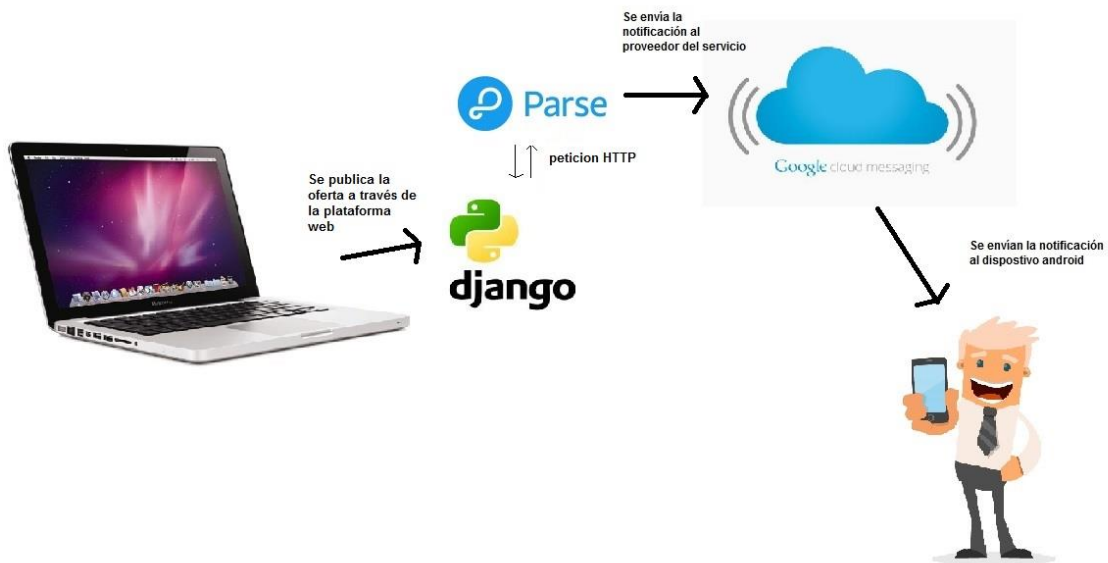 Se envia la
notificación al
proveedor del servicio
Parse
peticion HTTP
Google cloud messaging
Se publica la
oferta a través de
la plataforma
web
django
Se envían la notificación
al dispostivo android